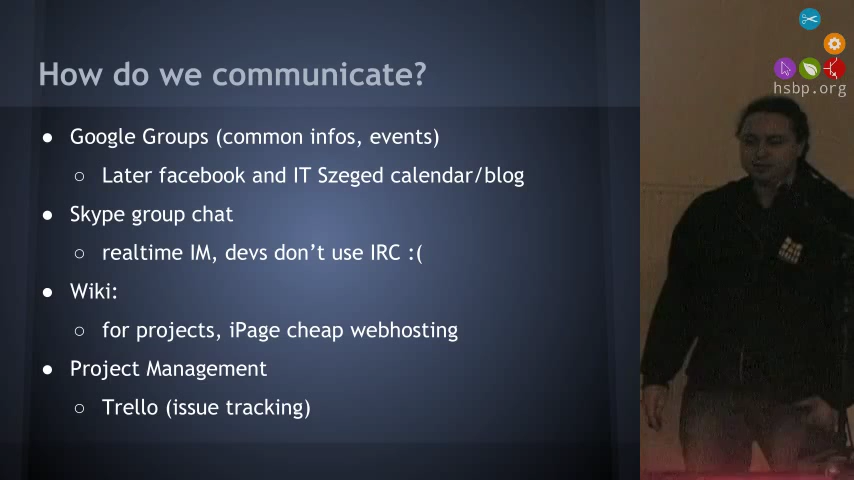 How do we communicate?
● Google Groups (common infos, events)
○ Later facebook and IT Szeged calendar/blog
● Skype group chat
○ realtime IM, devs don't use IRC :(
● Wiki:
○ for projects, iPage cheap webhosting
● Project Management
○ Trello (issue tracking)
hsbp.org